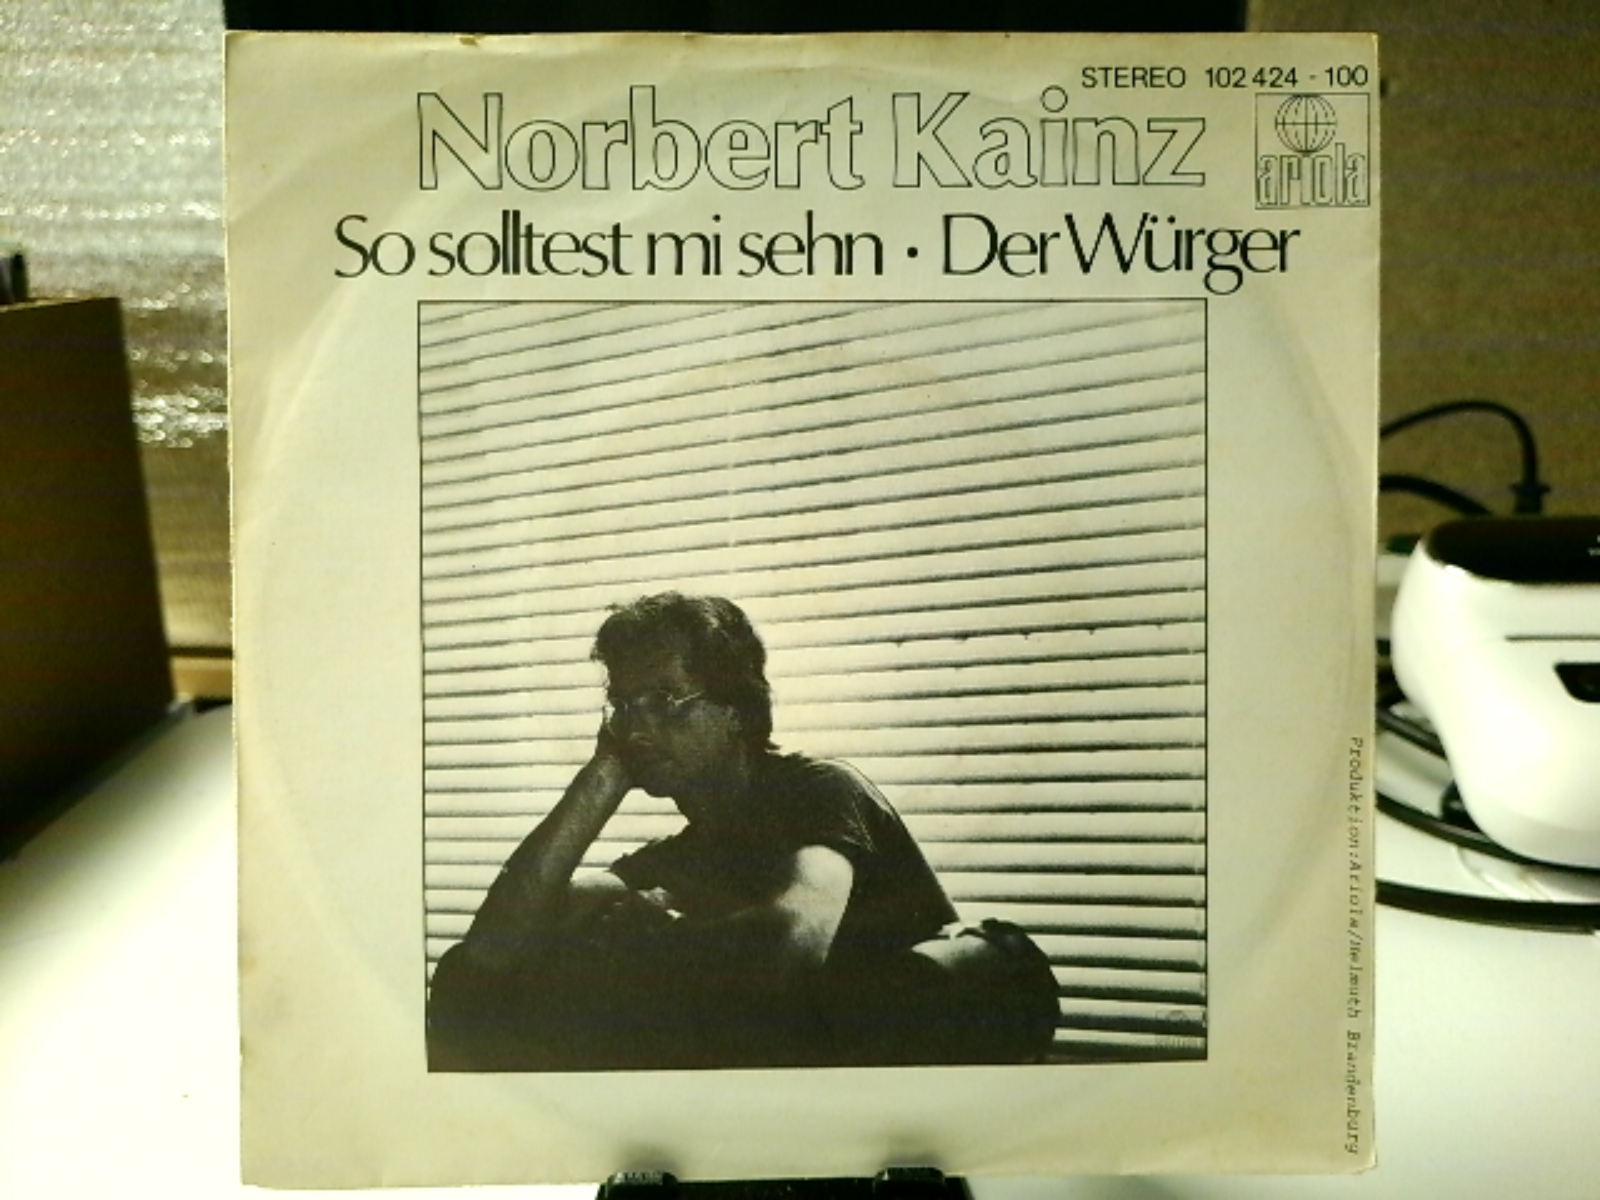 STEREO 102 424 - 100
Norbert Kainz
ariola
So solltest mi sehn · Der Würger
Produktion: Ariola/Helmuth Brandenburg